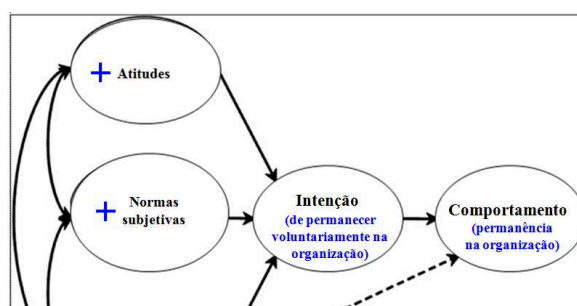 + Atitudes
+ Normas
subjetivas
Intenção
(de permanecer
voluntariamente na
organização)
Comportamento
(permanência
na organização)